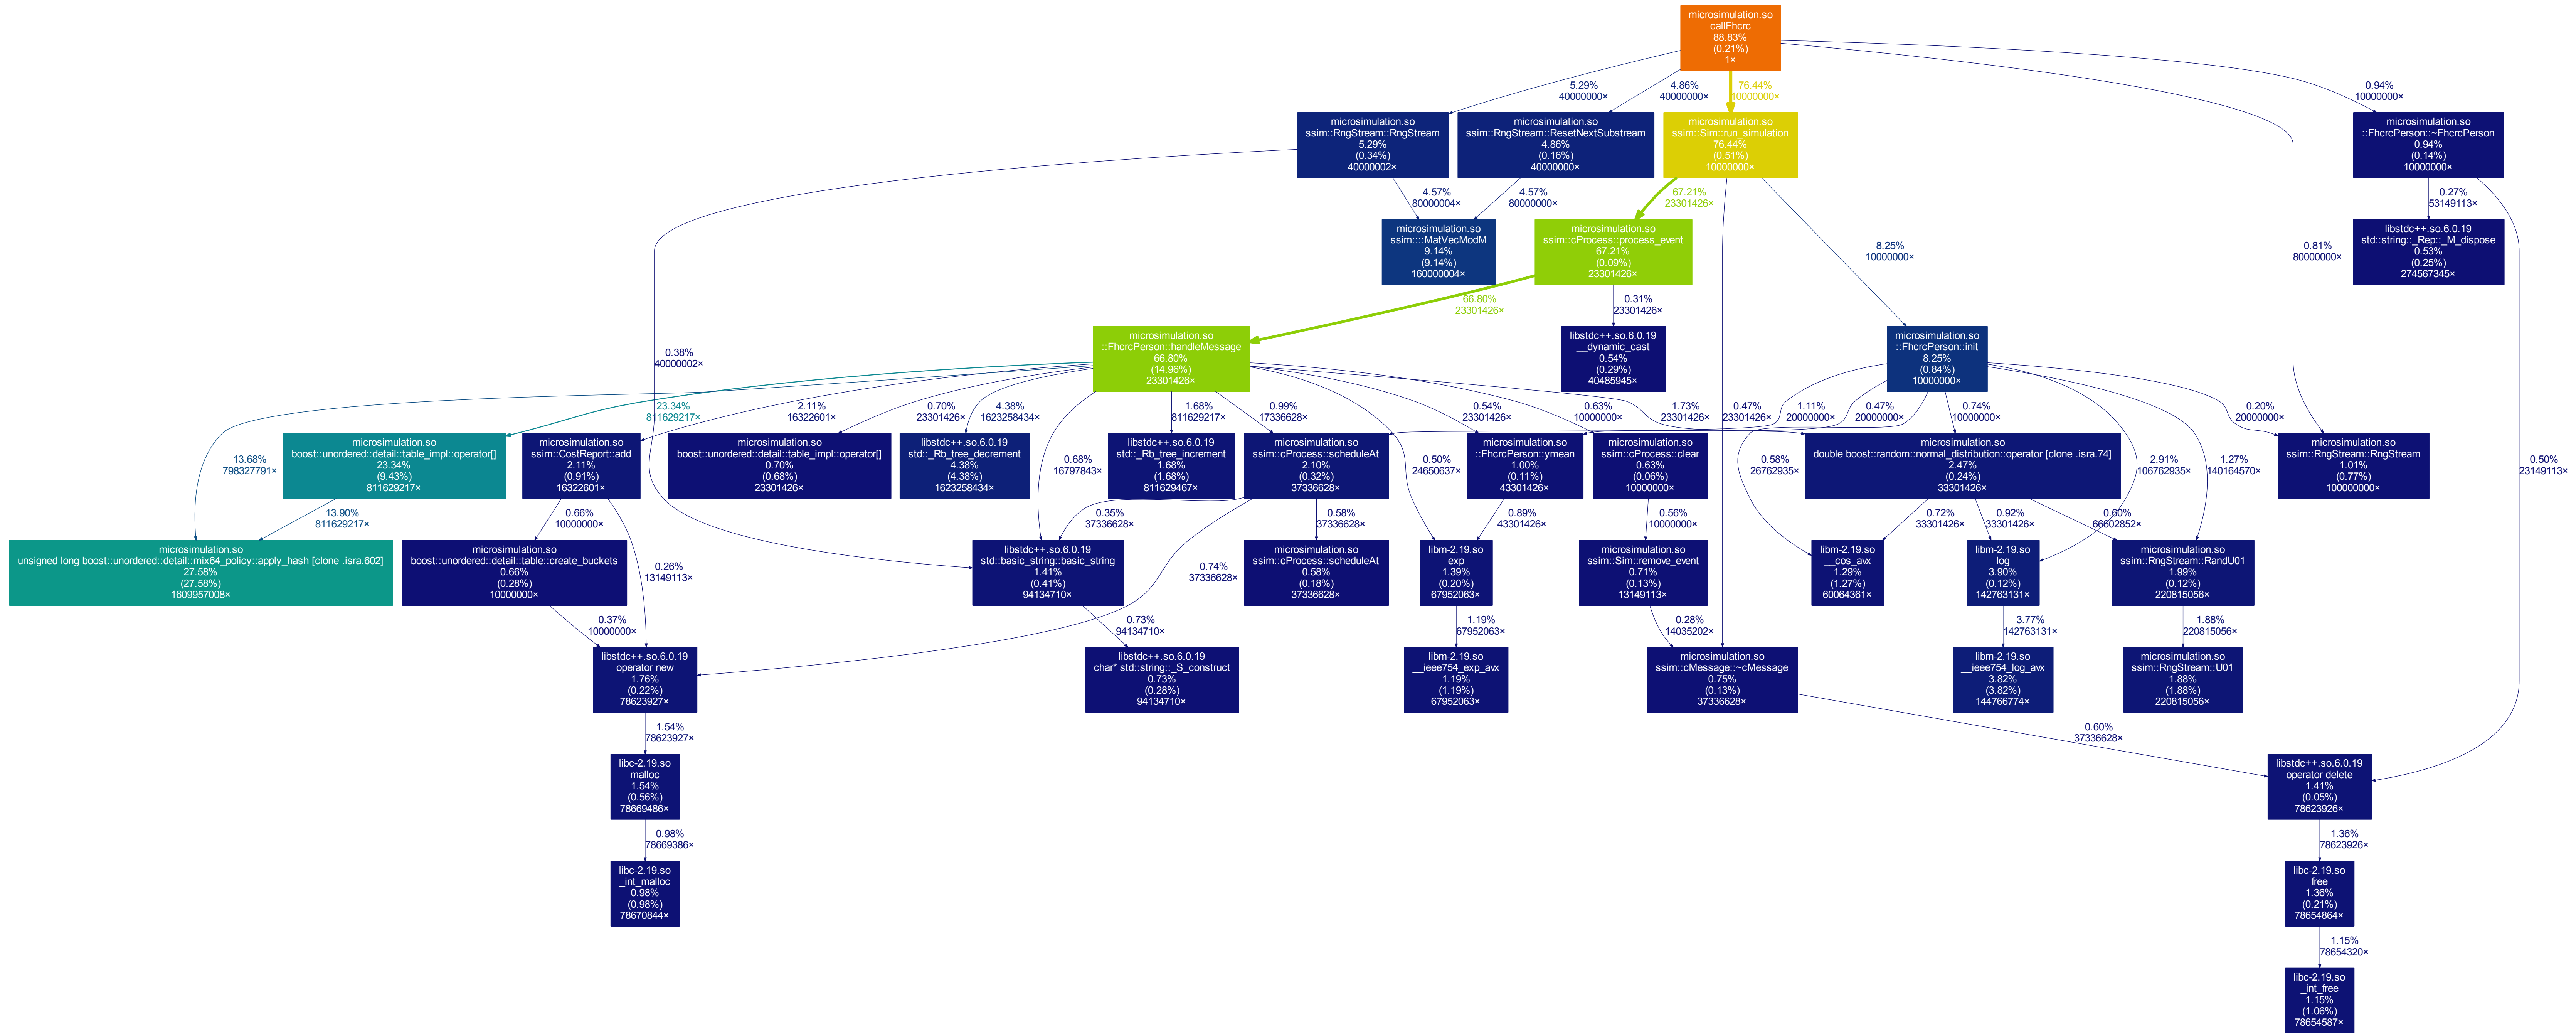 microsimulation.so
callFhcrc
88.83%
(0.21%)
1×
5.29%
40000000×
4.86%
40000000×
76.44%
10000000×
0.94%
10000000×
microsimulation.so
ssim::RngStream::RngStream
5.29%
(0.34%)
40000002×
microsimulation.so
ssim::RngStream::ResetNextSubstream
4.86%
(0.16%)
40000000×
microsimulation.so
ssim::Sim::run_simulation
76.44%
(0.51%)
10000000×
microsimulation.so
::FhcrcPerson::~FhcrcPerson
0.94%
(0.14%)
10000000×
4.57%
80000004×
4.57%
80000000×
67.21%
23301426×
0.27%
53149113×
microsimulation.so
ssim::::MatVecModM
9.14%
(9.14%)
160000004×
microsimulation.so
ssim::cProcess::process_event
67.21%
(0.09%)
23301426×
8.25%
10000000×
0.81%
80000000×
libstdc++.so.6.0.19
std::string::_Rep::_M_dispose
0.53%
(0.25%)
274567345×
66.80%
23301426×
0.31%
23301426×
0.38%
40000002×
microsimulation.so
::FhcrcPerson::handleMessage
66.80%
(14.96%)
23301426×
libstdc++.so.6.0.19
__dynamic_cast
0.54%
(0.29%)
40485945×
microsimulation.so
::FhcrcPerson::init
8.25%
(0.84%)
10000000×
23.34%
811629217×
2.11%
16322601×
0.70%
23301426×
4.38%
1623258434×
1.68%
811629217×
0.99%
17336628×
0.54%
23301426×
0.63%
10000000×
1.73%
23301426×
0.47%
23301426×
1.11%
20000000×
0.47%
20000000×
0.74%
10000000×
0.20%
20000000×
13.68%
798327791×
microsimulation.so
boost::unordered::detail::table_impl::operator[]
23.34%
(9.43%)
811629217×
microsimulation.so
ssim::CostReport::add
2.11%
(0.91%)
16322601×
microsimulation.so
boost::unordered::detail::table_impl::operator[]
0.70%
(0.68%)
23301426×
libstdc++.so.6.0.19
std::_Rb_tree_decrement
4.38%
(4.38%)
1623258434×
0.68%
16797843×
libstdc++.so.6.0.19
std::_Rb_tree_increment
1.68%
(1.68%)
811629467×
microsimulation.so
ssim::cProcess::scheduleAt
2.10%
(0.32%)
37336628×
0.50%
24650637×
microsimulation.so
::FhcrcPerson::ymean
1.00%
(0.11%)
43301426×
microsimulation.so
ssim::cProcess::clear
0.63%
(0.06%)
10000000×
0.58%
26762935×
microsimulation.so
double boost::random::normal_distribution::operator [clone .isra.74]
2.47%
(0.24%)
33301426×
2.91%
106762935×
1.27%
140164570×
microsimulation.so
ssim::RngStream::RngStream
1.01%
(0.77%)
100000000×
0.50%
23149113×
13.90%
811629217×
0.66%
10000000×
0.26%
13149113×
0.74%
37336628×
0.35%
37336628×
0.58%
37336628×
0.89%
43301426×
0.56%
10000000×
0.72%
33301426×
0.92%
33301426×
0.60%
66602852×
microsimulation.so
unsigned long boost::unordered::detail::mix64_policy::apply_hash [clone .isra.602]
27.58%
(27.58%)
1609957008×
microsimulation.so
boost::unordered::detail::table::create_buckets
0.66%
(0.28%)
10000000×
libstdc++.so.6.0.19
std::basic_string::basic_string
1.41%
(0.41%)
94134710×
microsimulation.so
ssim::cProcess::scheduleAt
0.58%
(0.18%)
37336628×
libm-2.19.so
exp
1.39%
(0.20%)
67952063×
microsimulation.so
ssim::Sim::remove_event
0.71%
(0.13%)
13149113×
libm-2.19.so
__cos_avx
1.29%
(1.27%)
60064361×
libm-2.19.so
log
3.90%
(0.12%)
142763131×
microsimulation.so
ssim::RngStream::RandU01
1.99%
(0.12%)
220815056×
0.37%
10000000×
0.73%
94134710×
1.19%
67952063×
0.28%
14035202×
3.77%
142763131×
1.88%
220815056×
libstdc++.so.6.0.19
operator new
1.76%
(0.22%)
78623927×
libstdc++.so.6.0.19
char* std::string::_S_construct
0.73%
(0.28%)
94134710×
libm-2.19.so
__ieee754_exp_avx
1.19%
(1.19%)
67952063×
microsimulation.so
ssim::cMessage::~cMessage
0.75%
(0.13%)
37336628×
libm-2.19.so
__ieee754_log_avx
3.82%
(3.82%)
144766774×
microsimulation.so
ssim::RngStream::U01
1.88%
(1.88%)
220815056×
1.54%
78623927×
0.60%
37336628×
libc-2.19.so
malloc
1.54%
(0.56%)
78669486×
libstdc++.so.6.0.19
operator delete
1.41%
(0.05%)
78623926×
0.98%
78669386×
1.36%
78623926×
libc-2.19.so
_int_malloc
0.98%
(0.98%)
78670844×
libc-2.19.so
free
1.36%
(0.21%)
78654864×
1.15%
78654320×
libc-2.19.so
_int_free
1.15%
(1.06%)
78654587×